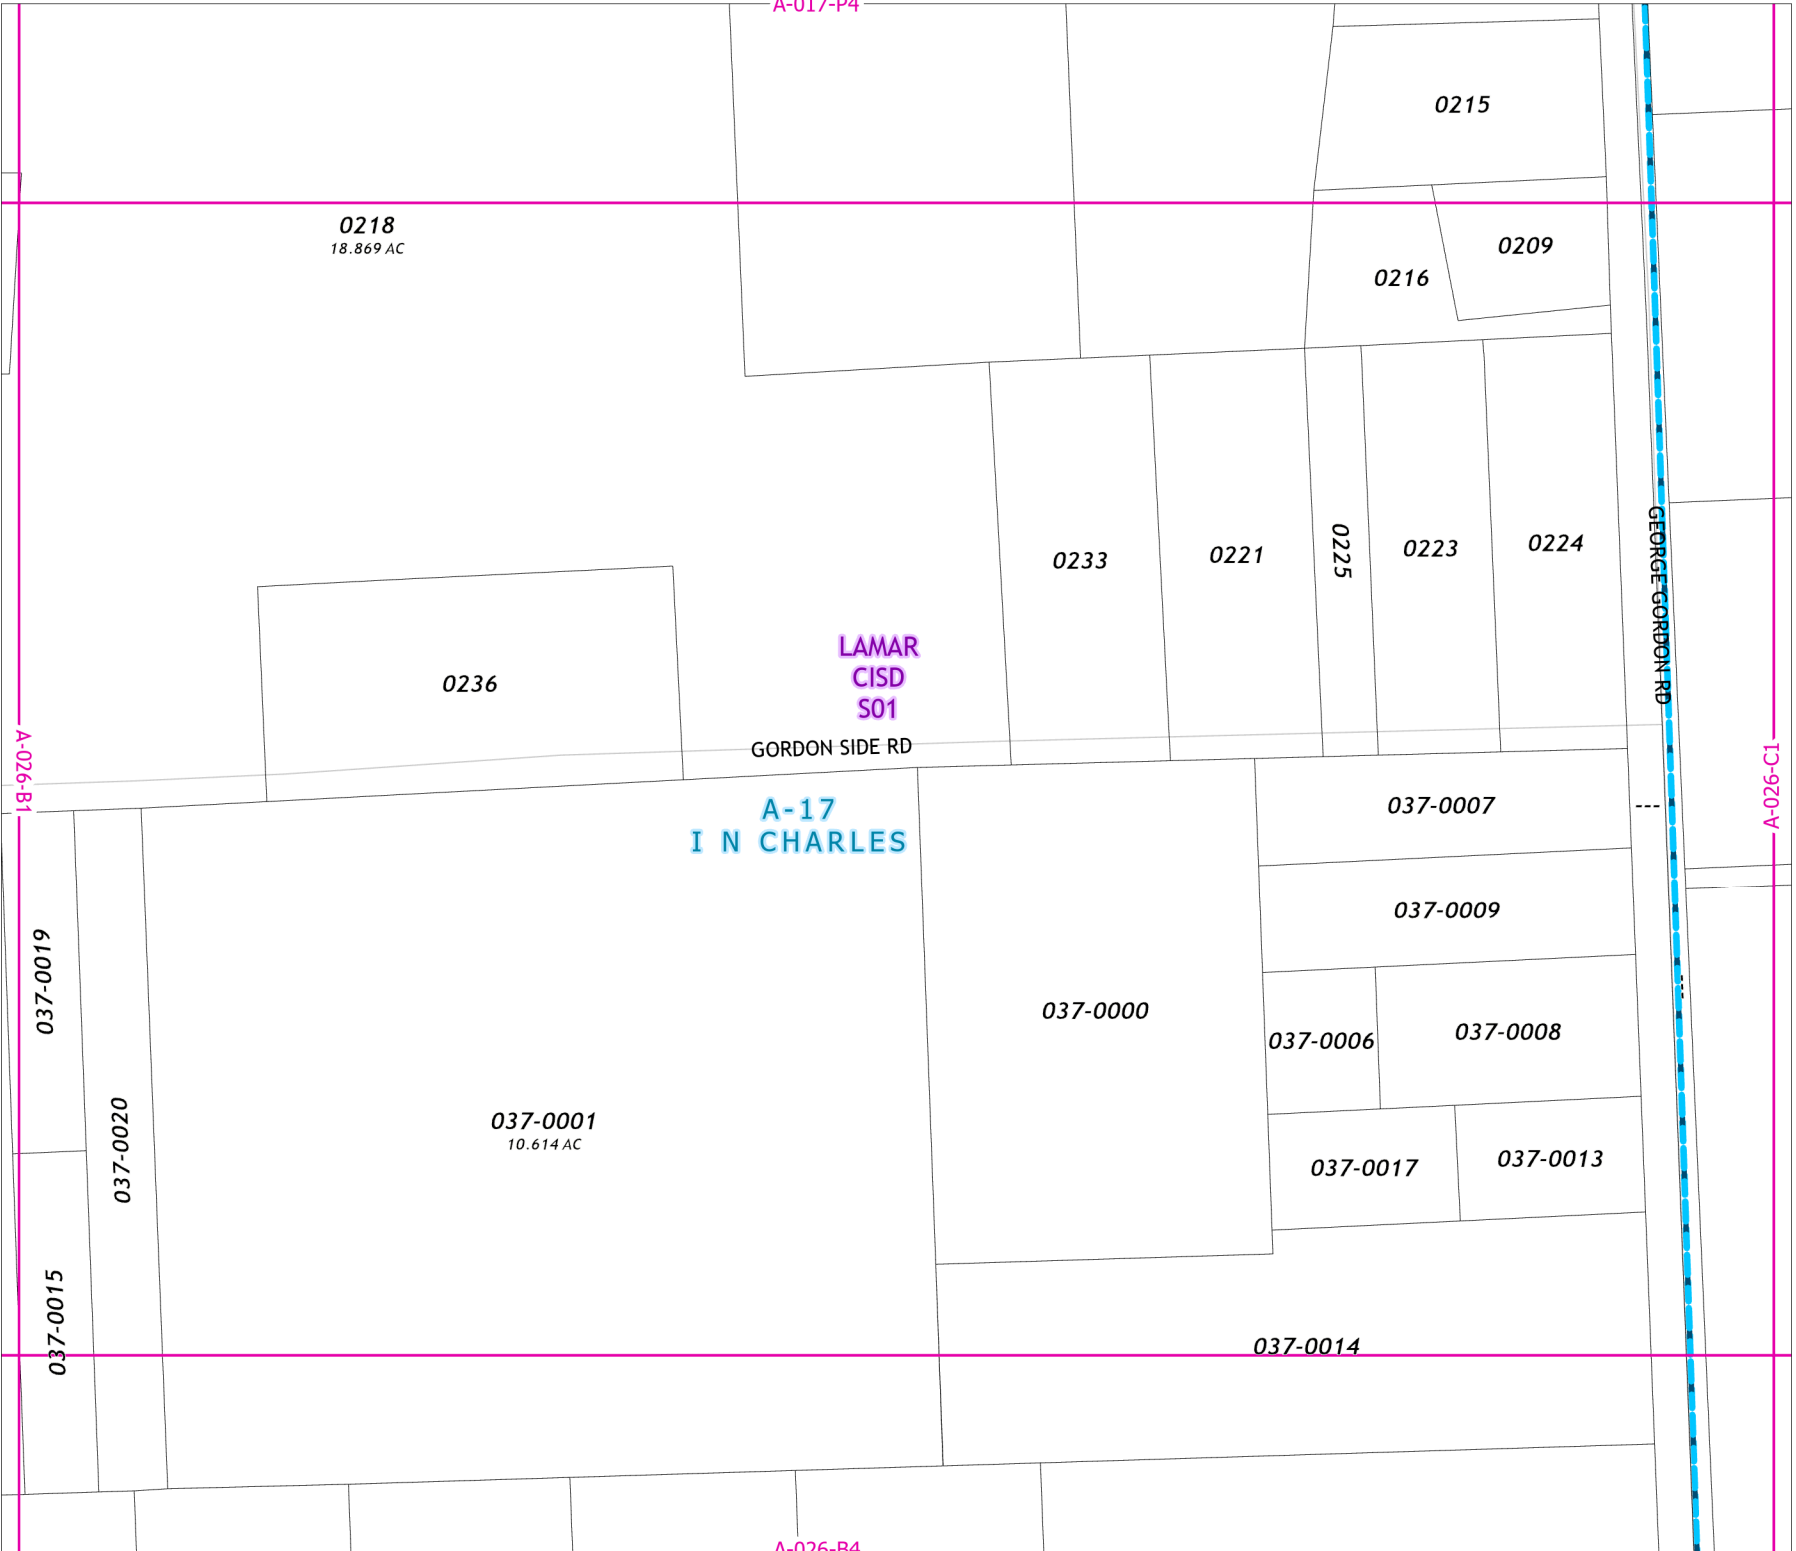 A-017-P4
0215
0218
18.869 AC
0209
0216
0233
0221
0225
0223
0224
GEORGE GORDON RD
0236
LAMAR
CISD
S01
GORDON SIDE RD
A-026-B1
A-026-C1
A-17
I N CHARLES
037-0007
037-0009
037-0019
037-0000
037-0006
037-0008
037-0020
037-0001
10.614 AC
037-0017
037-0013
037-0015
037-0014
A-026-B4